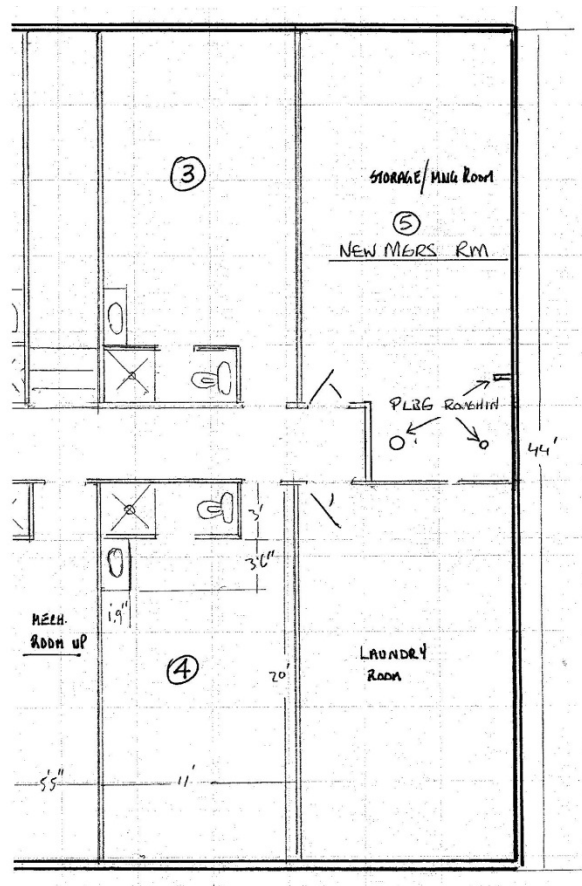 3
STORAGE/MNG ROOM
5
NEW MGRS RM
PLBG ROUGHIN
44'
3'
3'6"
1'.9"
MECH.
ROOM UP
4
20'
LAUNDRY
ROOM
5'5"
11'